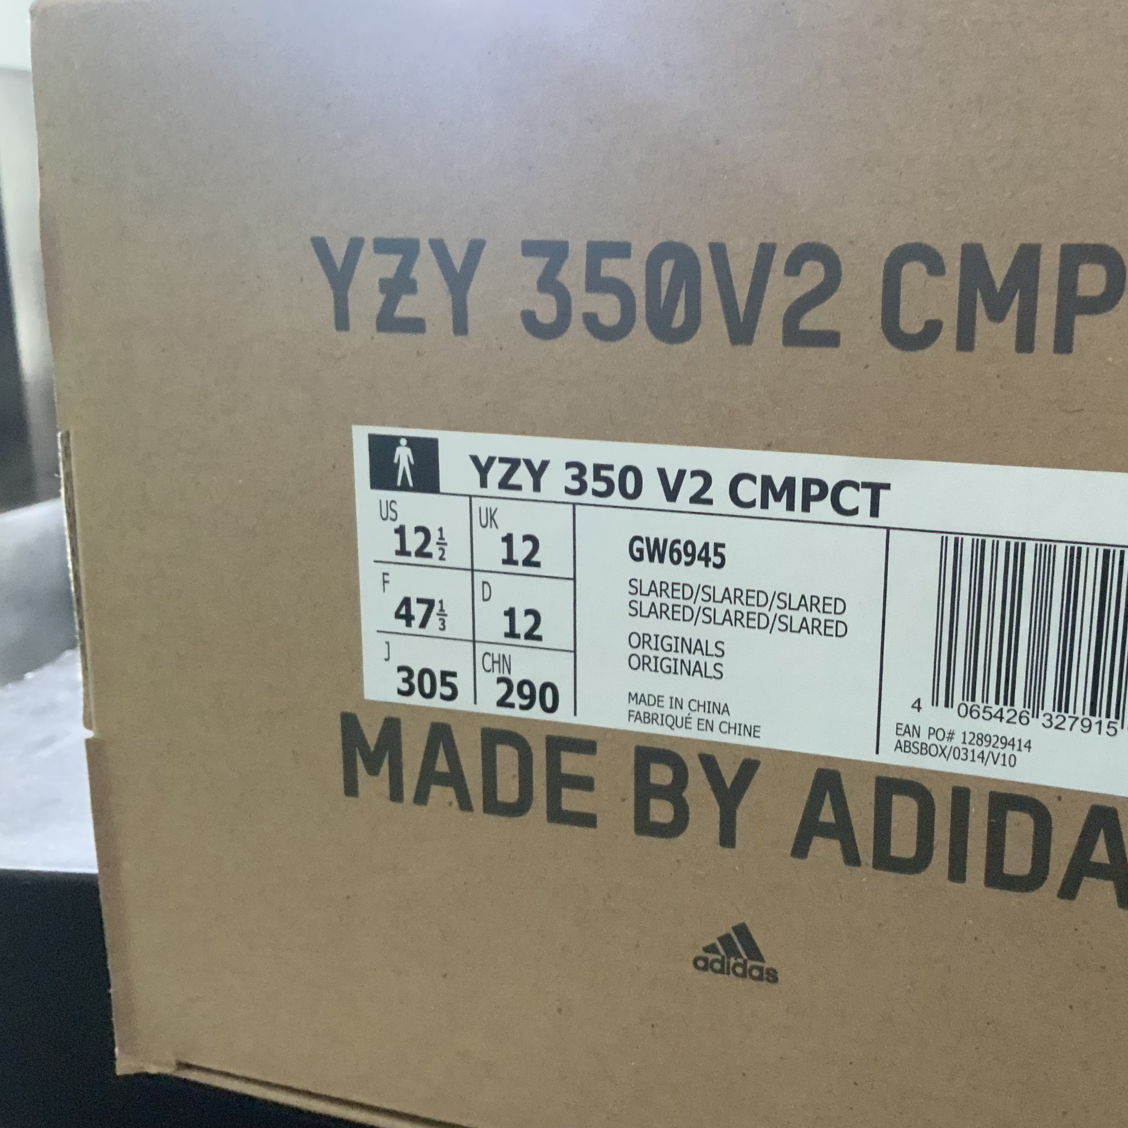 YZY 350V2 CMP
YZY 350 V2 CMPCT
US 12½ UK 12
F 47⅓ D 12
J 305 CHN 290
GW6945
SLARED/SLARED/SLARED
SLARED/SLARED/SLARED
ORIGINALS
ORIGINALS
MADE IN CHINA
FABRIQUÉ EN CHINE
4 065426 327915
EAN PO# 128929414
ABSBOX/0314/V10
MADE BY ADIDA
adidas